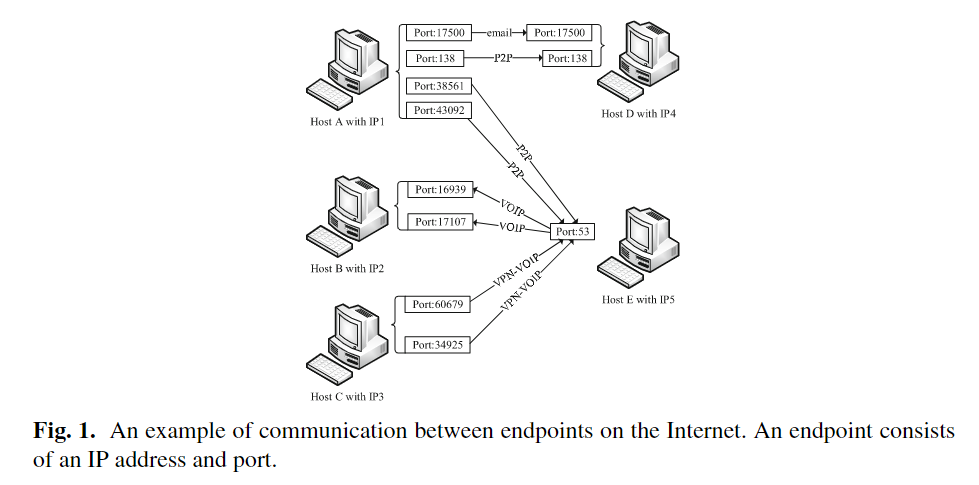 Port:17500 email Port:17500
Port:138 P2P Port:138
Port:38561
Port:43092
Host A with IP1
Host D with IP4
P2P
P2P
Port:16939
VOIP
Port:17107
VOIP
Port:53
Host B with IP2
VPN-VOIP
VPN-VOIP
Host E with IP5
Port:60679
Port:34925
Host C with IP3
Fig. 1. An example of communication between endpoints on the Internet. An endpoint consists
of an IP address and port.